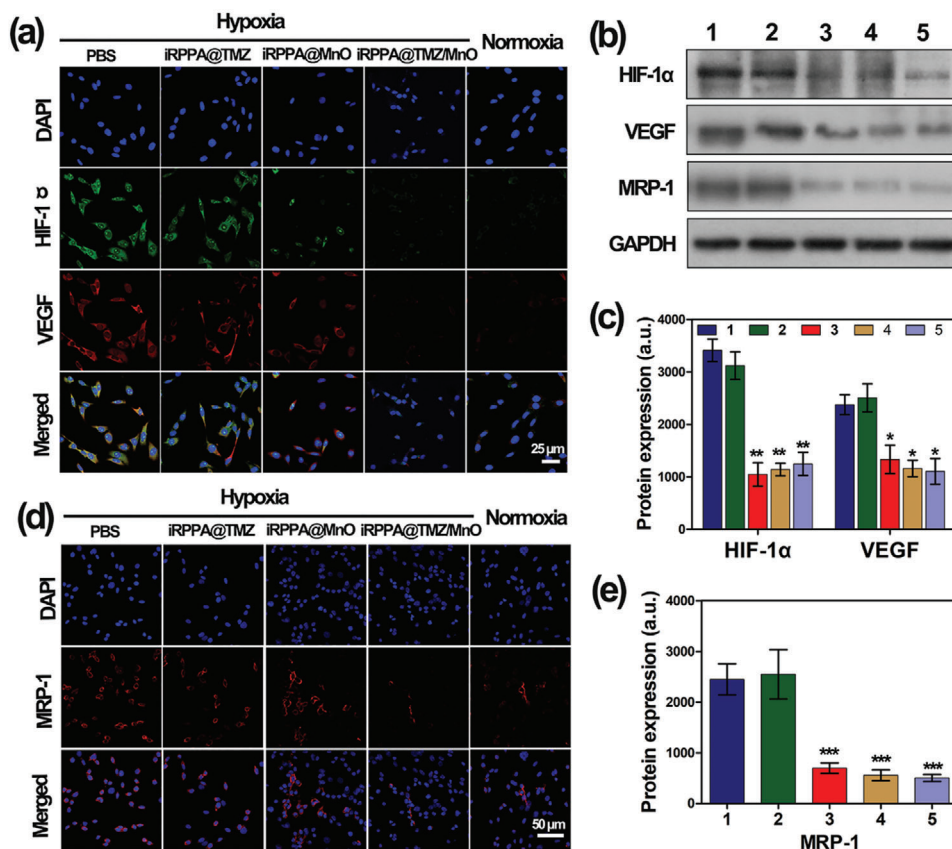 (a)
Hypoxia
PBS iRPPA@TMZ iRPPA@MnO iRPPA@TMZ/MnO Normoxia
DAPI
HIF-1 ʊ
VEGF
Merged
25 µm
(b)
1 2 3 4 5
HIF-1α
VEGF
MRP-1
GAPDH
(c)
1 2 3 4 5
Protein expression (a.u.)
4000
3000
2000
1000
0
** ** **
* * *
HIF-1α VEGF
(d)
Hypoxia
PBS iRPPA@TMZ iRPPA@MnO iRPPA@TMZ/MnO Normoxia
DAPI
MRP-1
Merged
50 µm
(e)
Protein expression (a.u.)
4000
3000
2000
1000
0
*** *** ***
1 2 3 4 5
MRP-1